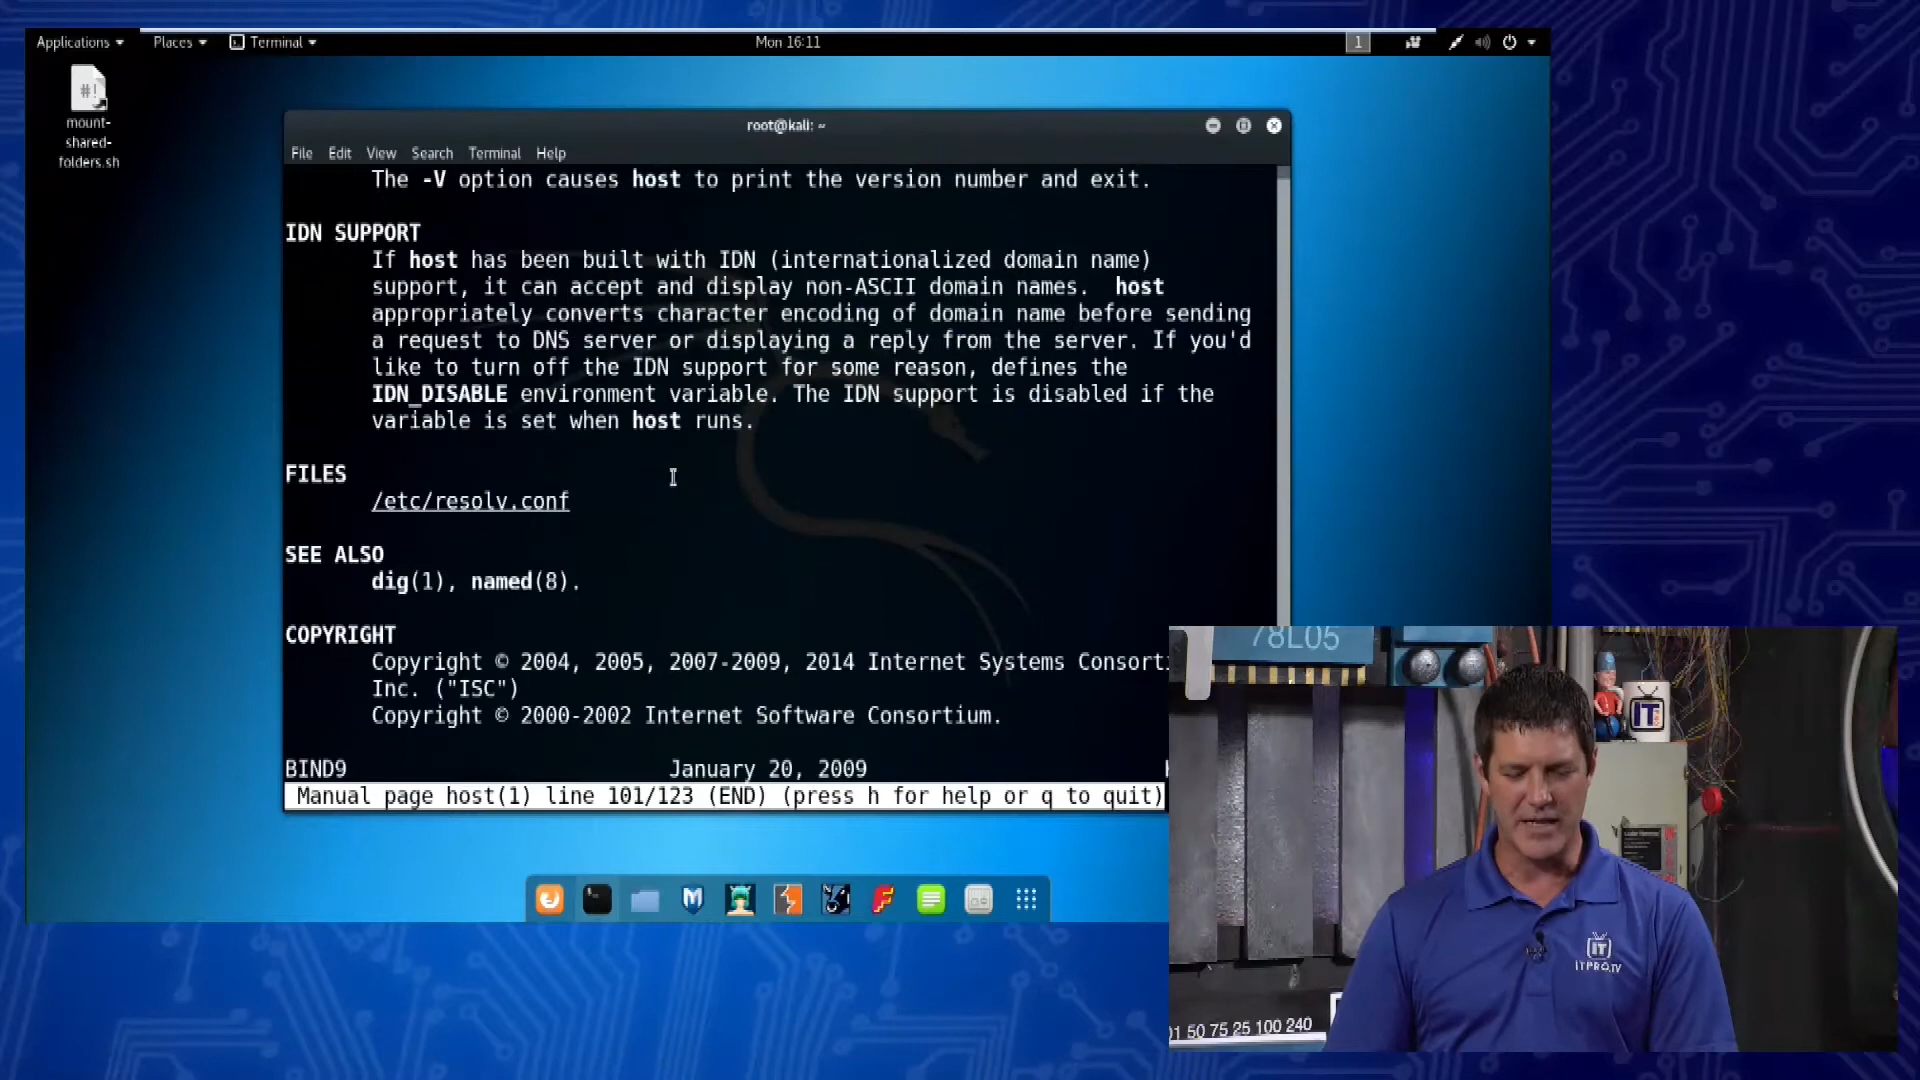 Applications
Places
Terminal
Mon 16:11
1
#!
mount-
shared-
folders.sh
root@kali: ~
File Edit View Search Terminal Help
The -V option causes host to print the version number and exit.
IDN SUPPORT
If host has been built with IDN (internationalized domain name)
support, it can accept and display non-ASCII domain names. host
appropriately converts character encoding of domain name before sending
a request to DNS server or displaying a reply from the server. If you'd
like to turn off the IDN support for some reason, defines the
IDN_DISABLE environment variable. The IDN support is disabled if the
variable is set when host runs.
FILES
/etc/resolv.conf
SEE ALSO
dig(1), named(8).
COPYRIGHT
Copyright © 2004, 2005, 2007-2009, 2014 Internet Systems Consorti
Inc. ("ISC")
Copyright © 2000-2002 Internet Software Consortium.
BIND9 January 20, 2009
Manual page host(1) line 101/123 (END) (press h for help or q to quit)
78L05
IT
IT
ITPRO.TV
01 50 75 25 100 240